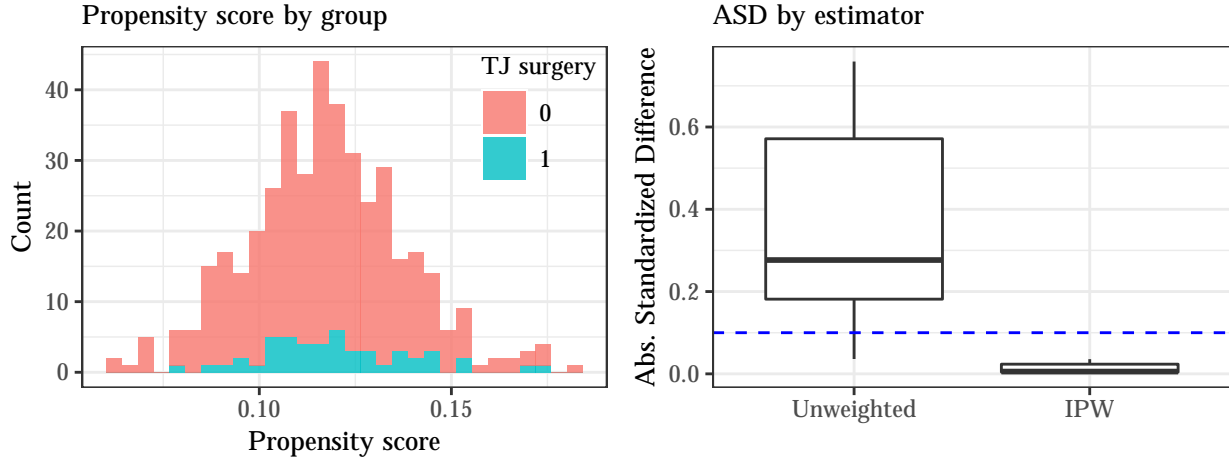 Propensity score by group
TJ surgery
0
1
Count
40
30
20
10
0
0.10
0.15
Propensity score
ASD by estimator
Abs. Standardized Difference
0.6
0.4
0.2
0.0
Unweighted
IPW